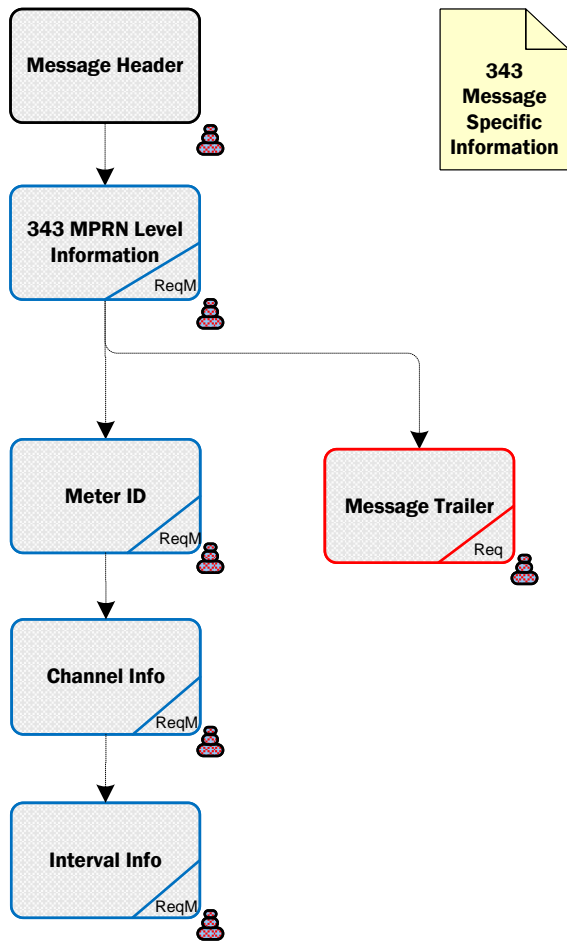 Message Header
343
Message
Specific
Information
343 MPRN Level
Information
ReqM
Meter ID
ReqM
Message Trailer
Req
Channel Info
ReqM
Interval Info
ReqM